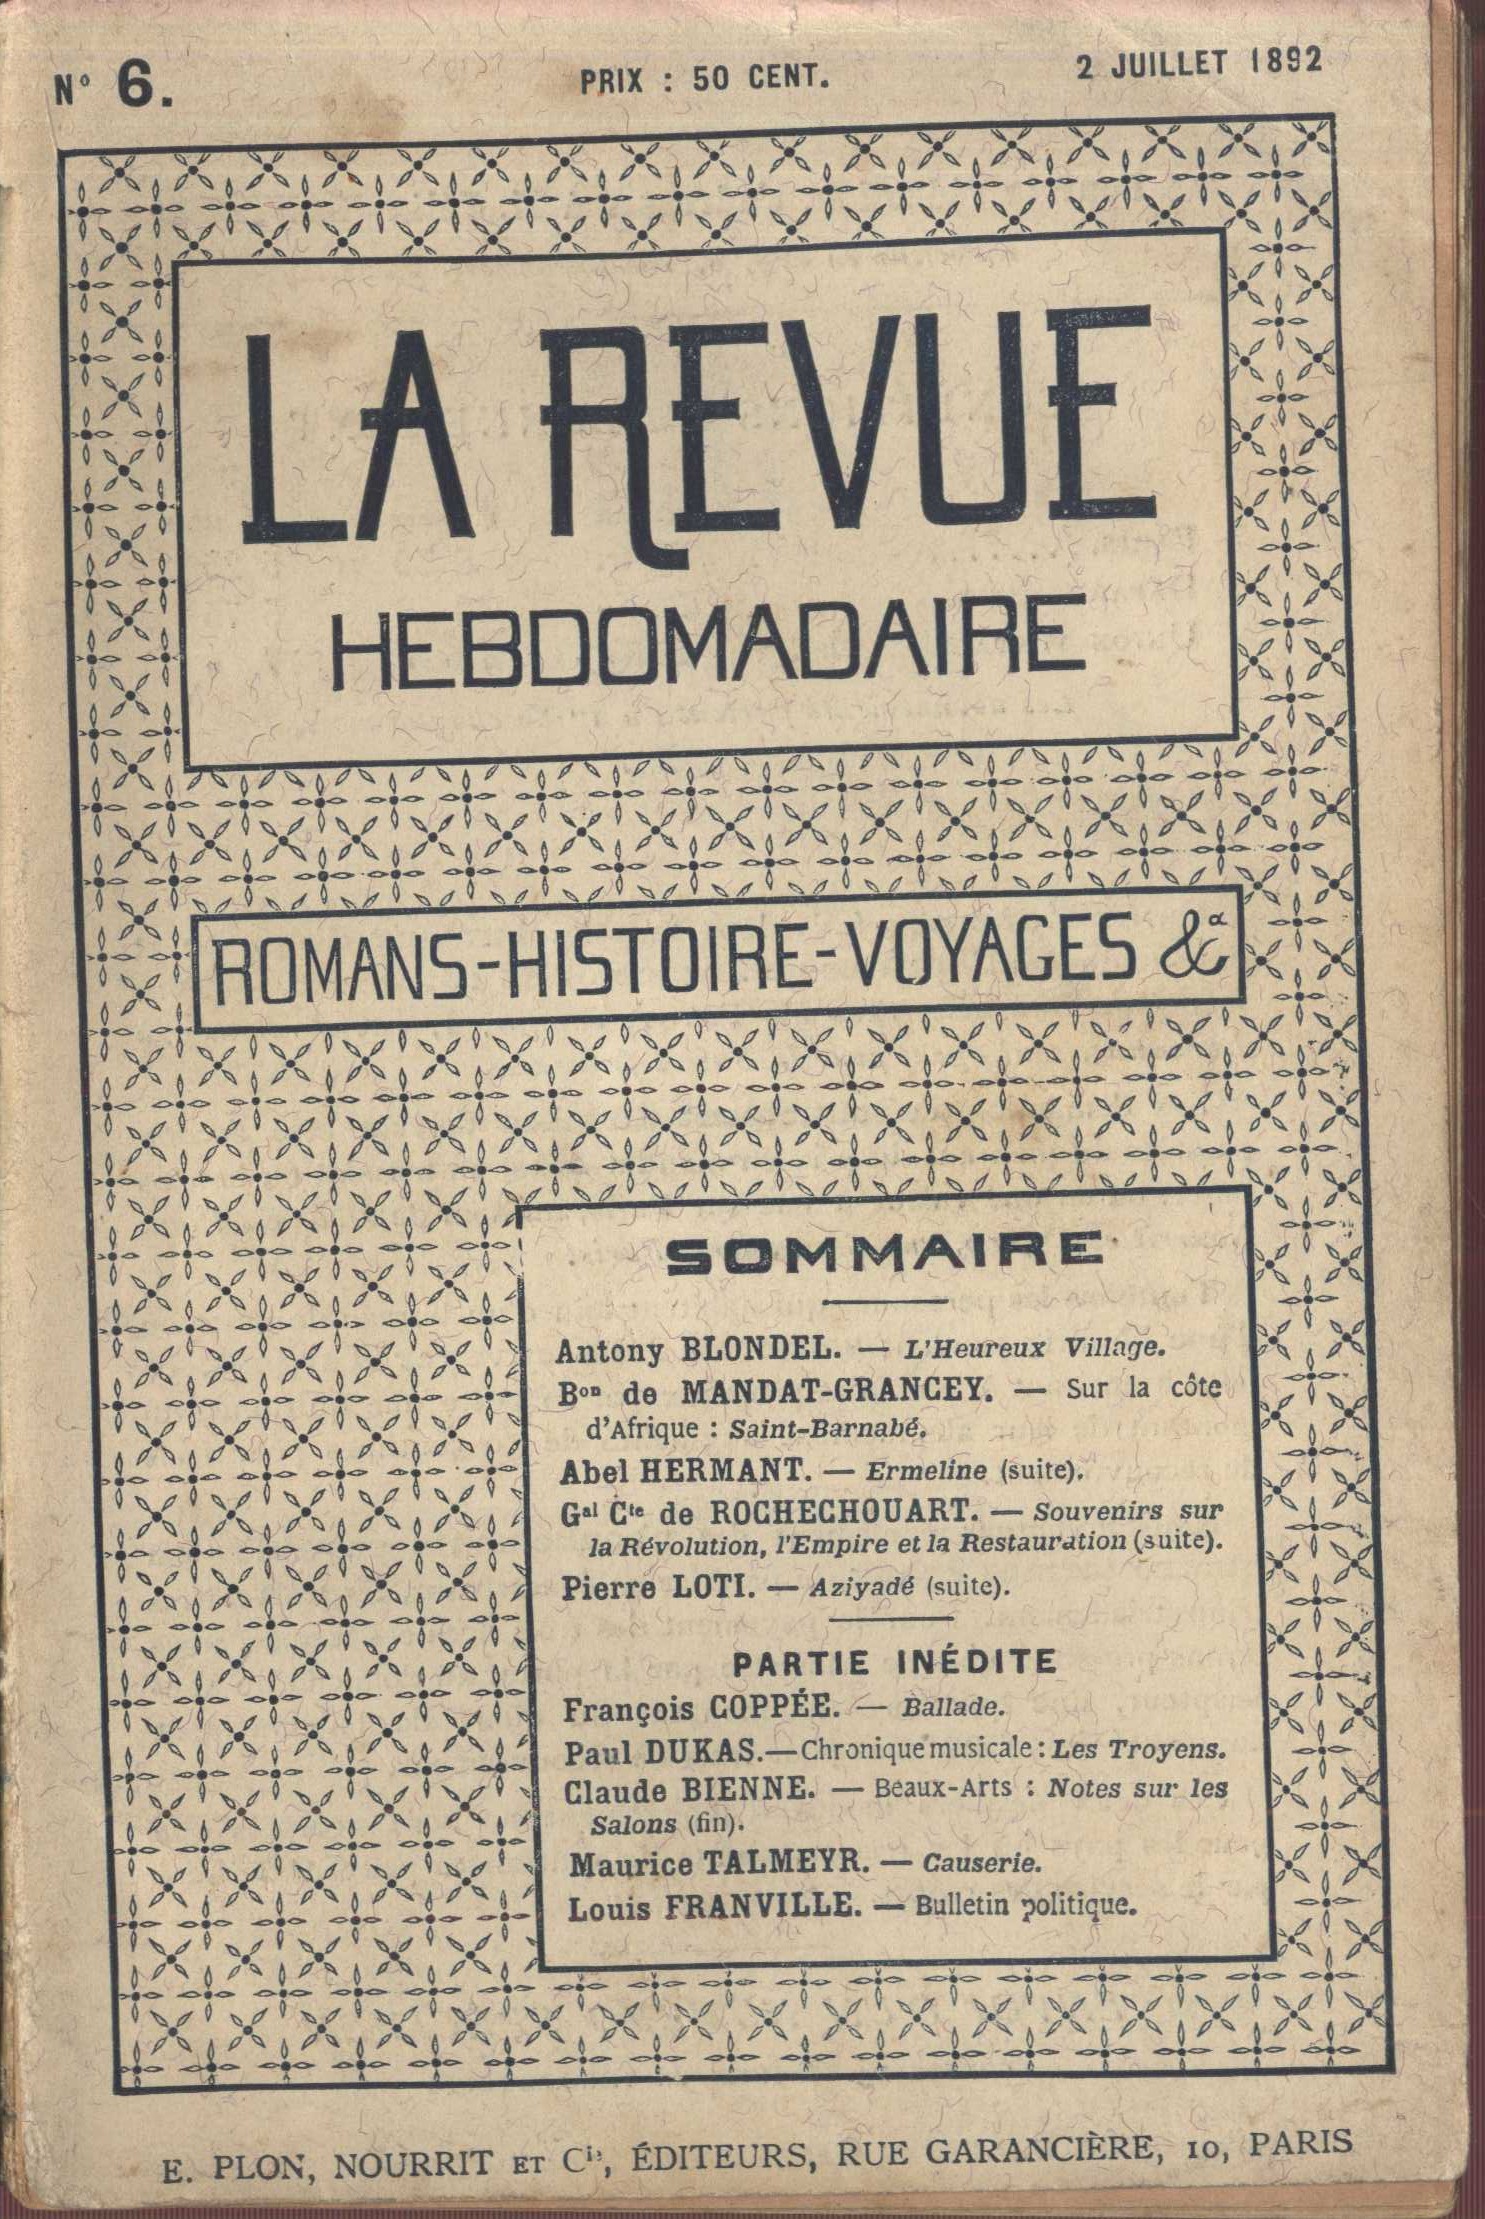 N° 6.
PRIX : 50 CENT.
2 JUILLET 1892
LA REVUE
HEBDOMADAIRE
ROMANS-HISTOIRE-VOYAGES &ª
SOMMAIRE
Antony BLONDEL. — L'Heureux Village.
Bᵒⁿ de MANDAT-GRANCEY. — Sur la côte
d'Afrique : Saint-Barnabé.
Abel HERMANT. — Ermeline (suite).
Gᵃˡ Cᵗᵉ de ROCHECHOUART. — Souvenirs sur
la Révolution, l'Empire et la Restauration (suite).
Pierre LOTI. — Aziyadé (suite).
PARTIE INÉDITE
François COPPÉE. — Ballade.
Paul DUKAS. — Chronique musicale : Les Troyens.
Claude BIENNE. — Beaux-Arts : Notes sur les
Salons (fin).
Maurice TALMEYR. — Causerie.
Louis FRANVILLE. — Bulletin politique.
E. PLON, NOURRIT ET Cⁱᵉ, ÉDITEURS, RUE GARANCIÈRE, 10, PARIS